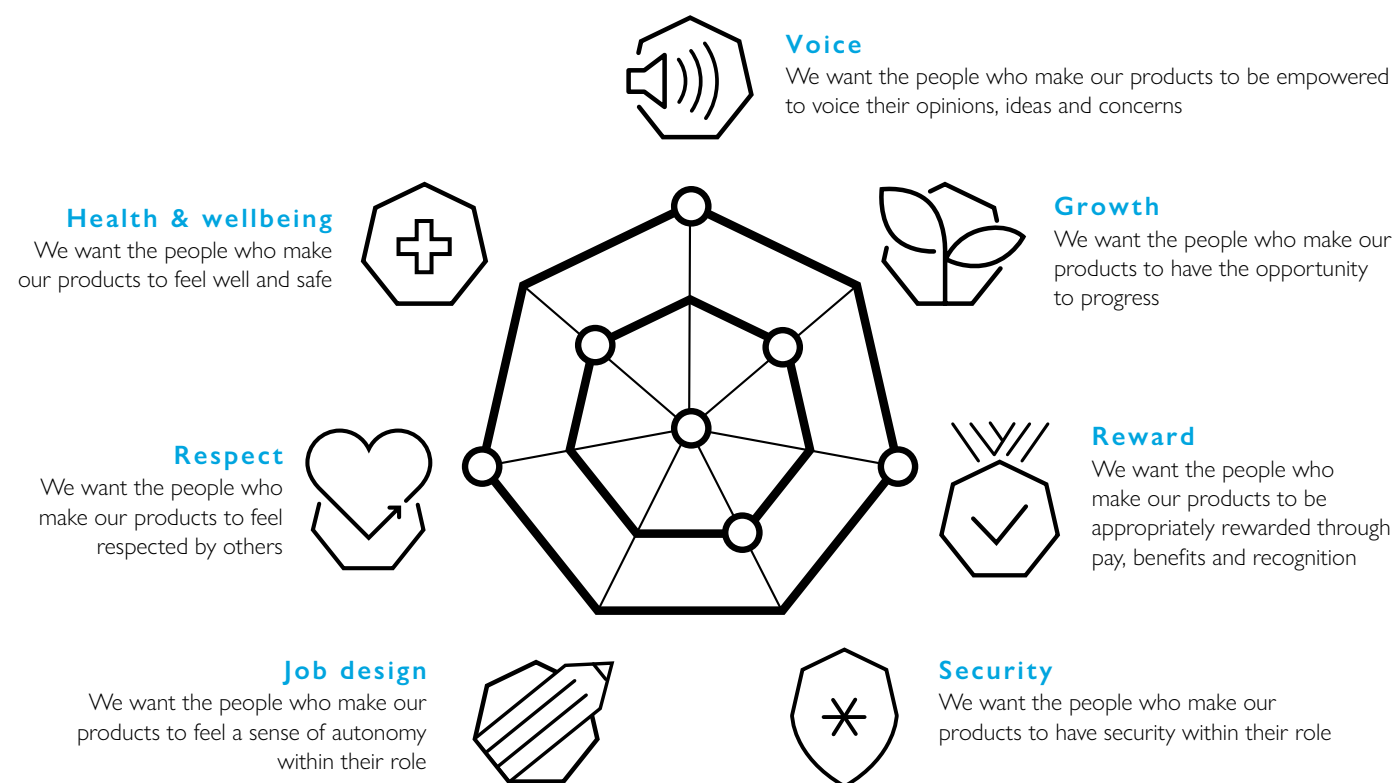 Voice
We want the people who make our products to be empowered
to voice their opinions, ideas and concerns
Health & wellbeing
We want the people who make
our products to feel well and safe
Growth
We want the people who make our
products to have the opportunity
to progress
Respect
We want the people who
make our products to feel
respected by others
Reward
We want the people who
make our products to be
appropriately rewarded through
pay, benefits and recognition
Job design
We want the people who make our
products to feel a sense of autonomy
within their role
Security
We want the people who make our
products to have security within their role